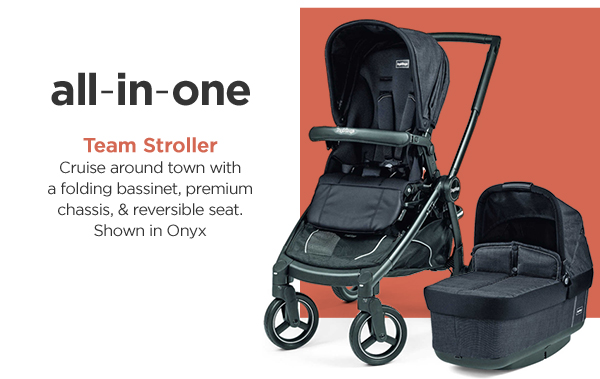 all-in-one
Team Stroller
Cruise around town with
a folding bassinet, premium
chassis, & reversible seat.
Shown in Onyx